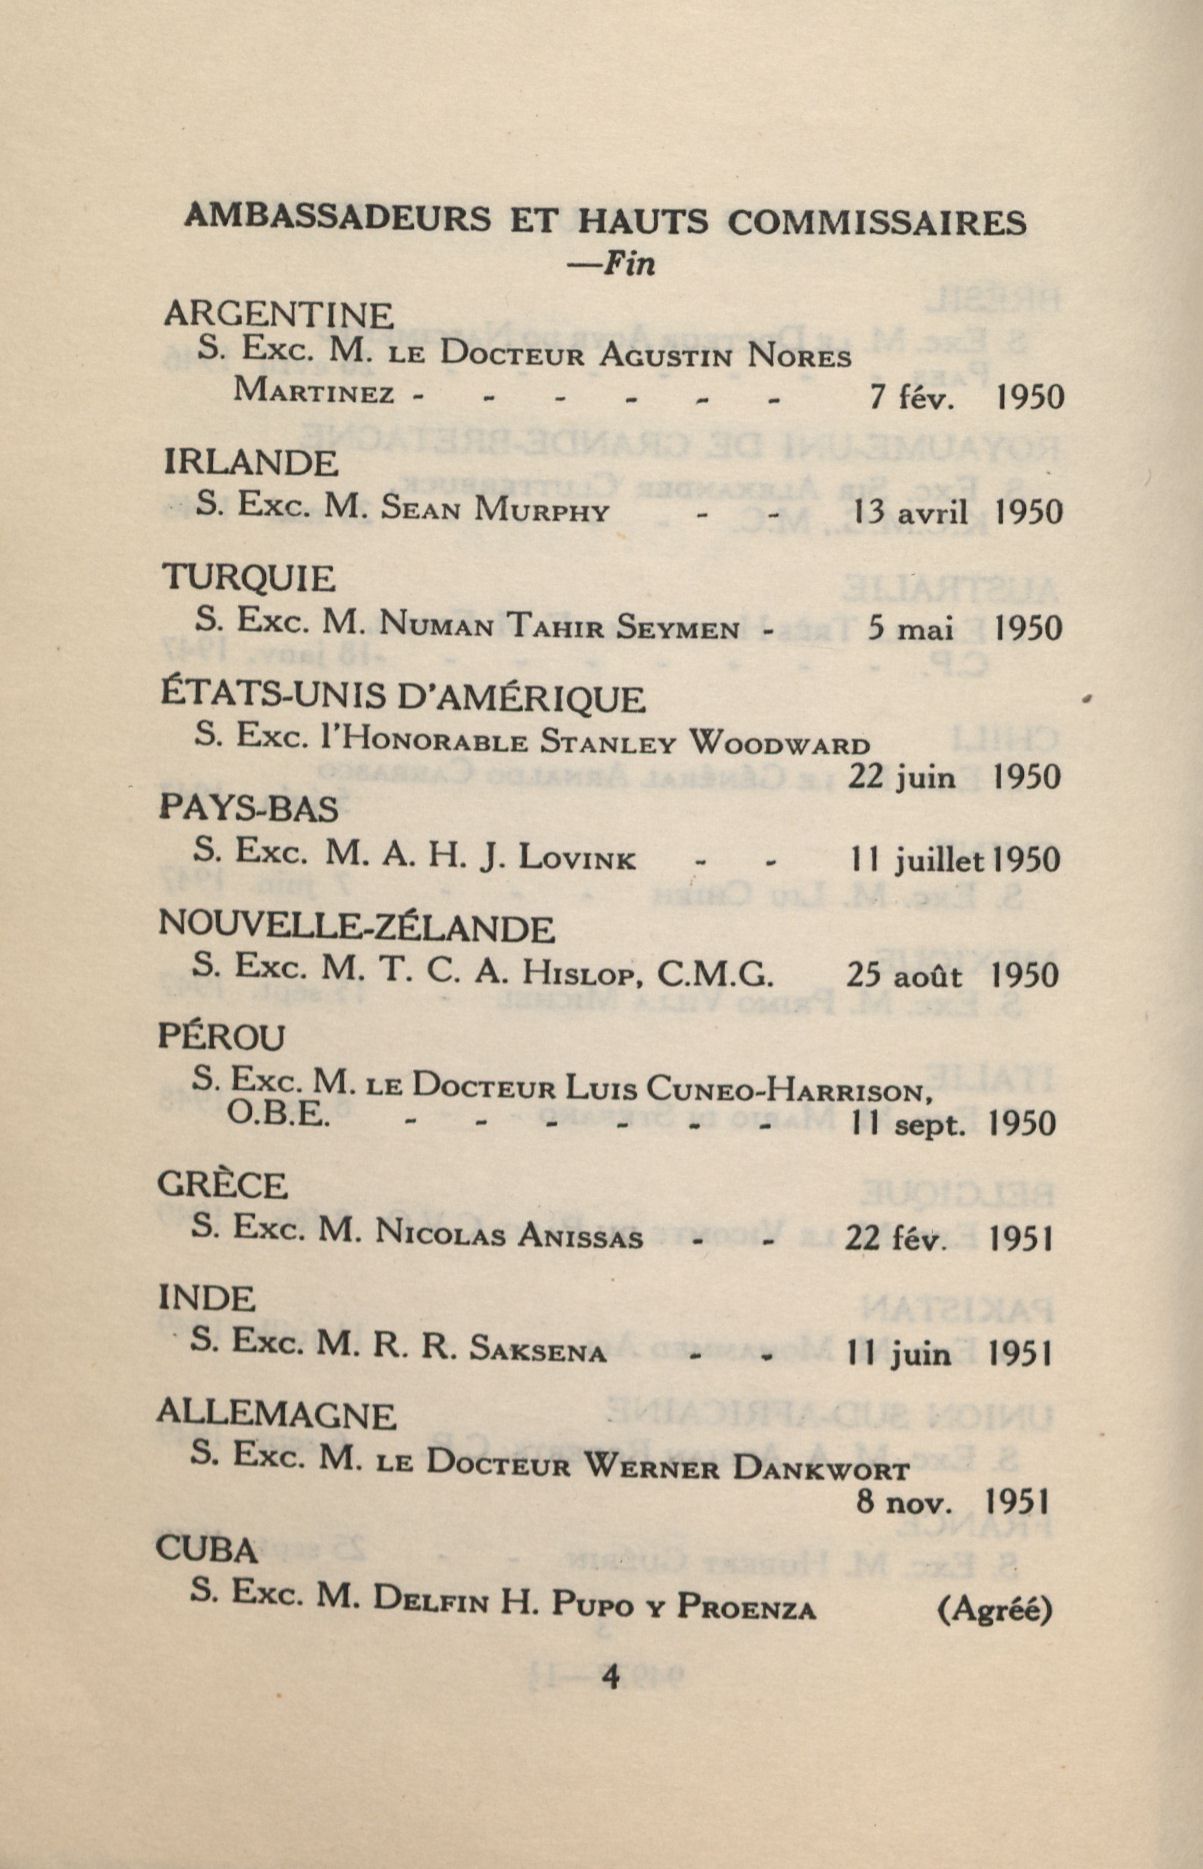 AMBASSADEURS ET HAUTS COMMISSAIRES
—Fin
ARGENTINE
S. Exc. M. le Docteur Agustin Nores
Martinez - - - - - - 7 fév. 1950
IRLANDE
S. Exc. M. Sean Murphy - - 13 avril 1950
TURQUIE
S. Exc. M. Numan Tahir Seymen - 5 mai 1950
ÉTATS-UNIS D'AMÉRIQUE
S. Exc. l'Honorable Stanley Woodward
22 juin 1950
PAYS-BAS
S. Exc. M. A. H. J. Lovink - - 11 juillet 1950
NOUVELLE-ZÉLANDE
S. Exc. M. T. C. A. Hislop, C.M.G. 25 août 1950
PÉROU
S. Exc. M. le Docteur Luis Cuneo-Harrison,
O.B.E. - - - - - - 11 sept. 1950
GRÈCE
S. Exc. M. Nicolas Anissas - - 22 fév. 1951
INDE
S. Exc. M. R. R. Saksena - - 11 juin 1951
ALLEMAGNE
S. Exc. M. le Docteur Werner Dankwort
8 nov. 1951
CUBA
S. Exc. M. Delfin H. Pupo y Proenza (Agréé)
4